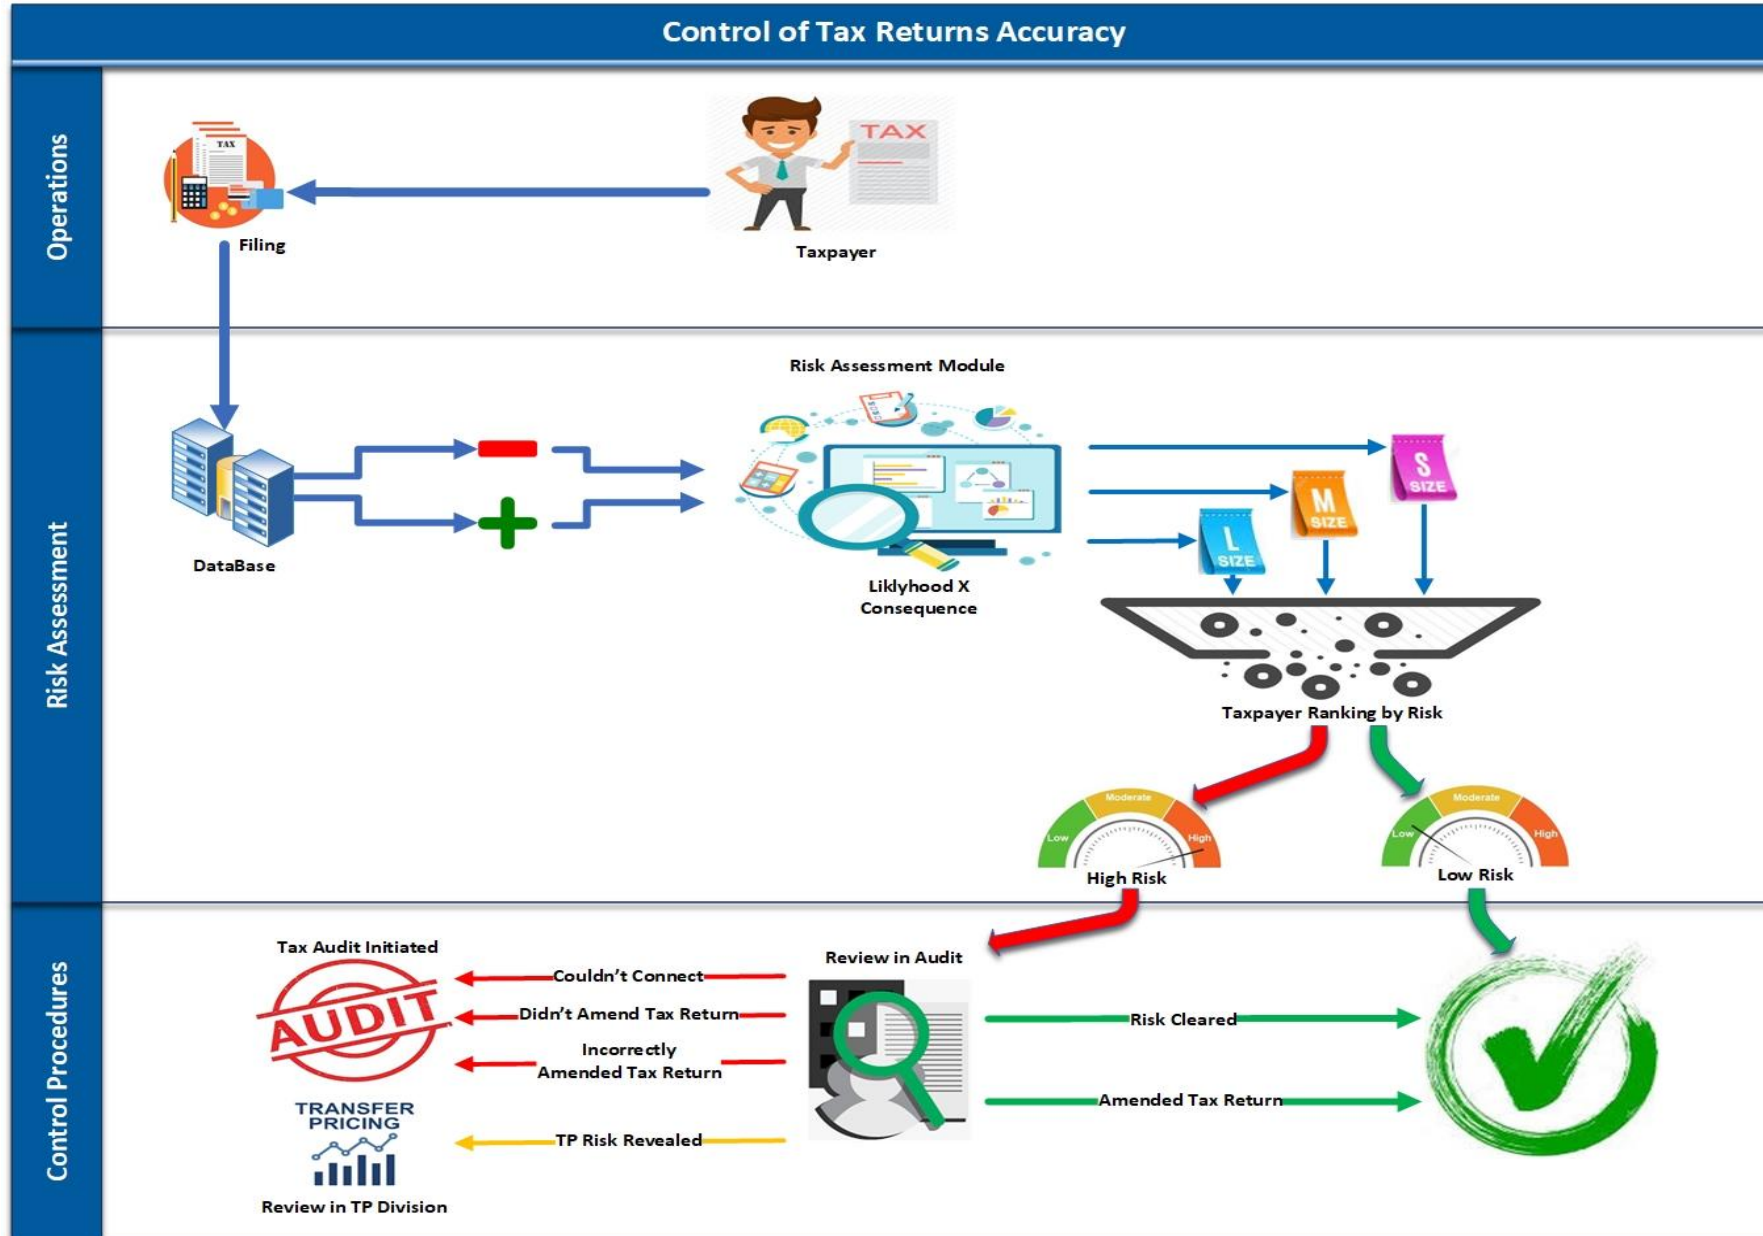 Control of Tax Returns Accuracy
Operations
TAX
Filing
TAX
Taxpayer
Risk Assessment
Risk Assessment Module
DataBase
Liklyhood X
Consequence
S
SIZE
M
SIZE
L
SIZE
Taxpayer Ranking by Risk
Low
Moderate
High
High Risk
Low
Moderate
High
Low Risk
Control Procedures
Tax Audit Initiated
AUDIT
Couldn't Connect
Didn't Amend Tax Return
Incorrectly
Amended Tax Return
TRANSFER
PRICING
TP Risk Revealed
Review in TP Division
Review in Audit
Risk Cleared
Amended Tax Return